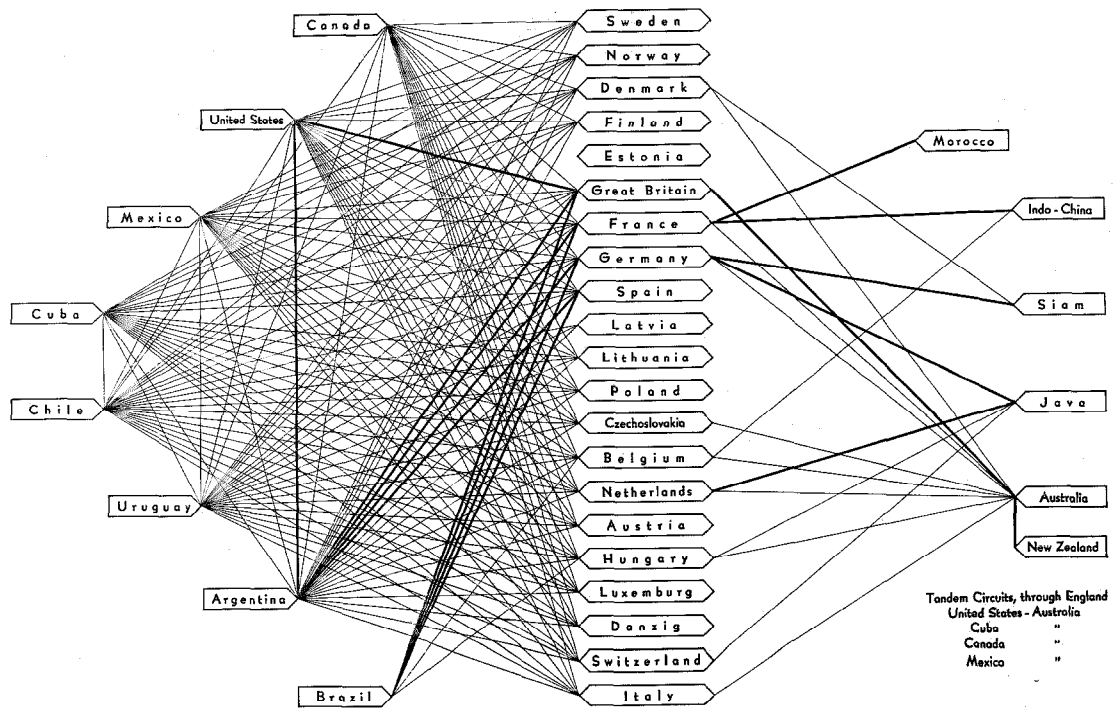 Canada
United States
Mexico
Cuba
Chile
Uruguay
Argentina
Brazil
Sweden
Norway
Denmark
Finland
Estonia
Great Britain
France
Germany
Spain
Latvia
Lithuania
Poland
Czechoslovakia
Belgium
Netherlands
Austria
Hungary
Luxemburg
Danzig
Switzerland
Italy
Morocco
Indo-China
Siam
Java
Australia
New Zealand
Tandem Circuits, through England
United States - Australia
Cuba "
Canada "
Mexico "